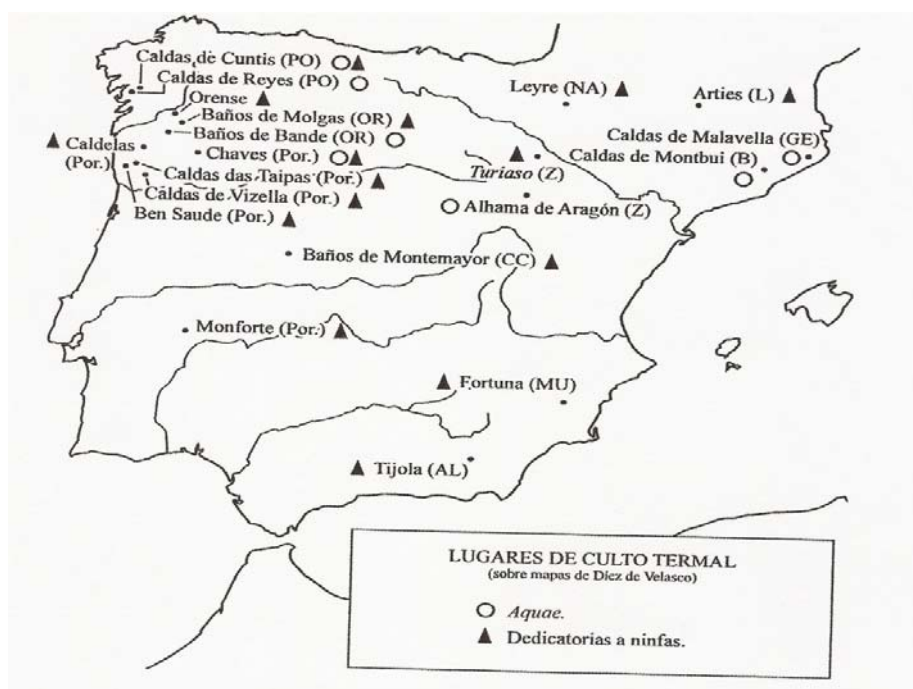 Caldas de Cuntis (PO)
Caldas de Reyes (PO)
Orense
Baños de Molgas (OR)
Baños de Bande (OR)
Chaves (Por.)
Caldelas
(Por.)
Caldas das Taipas (Por.)
Caldas de Vizella (Por.)
Ben Saude (Por.)
Leyre (NA)
Arties (L)
Caldas de Malavella (GE)
Caldas de Montbui (B)
Turiaso (Z)
Alhama de Aragón (Z)
Baños de Montemayor (CC)
Monforte (Por.)
Fortuna (MU)
Tijola (AL)
LUGARES DE CULTO TERMAL
(sobre mapas de Díez de Velasco)
Aquae.
Dedicatorias a ninfas.